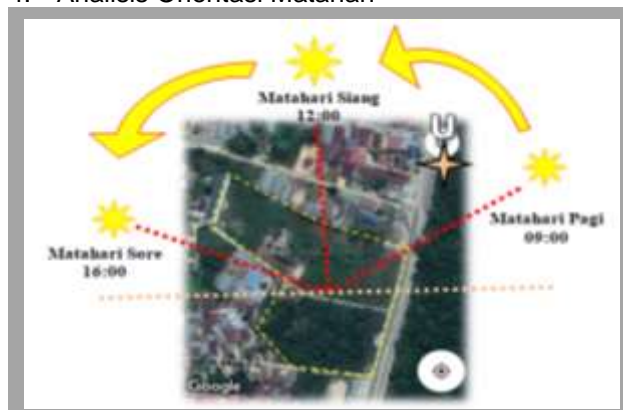 Analisis Orientasi Matahari
Matahari Siang
12:00
U
Matahari Pagi
09:00
Matahari Sore
16:00
Google